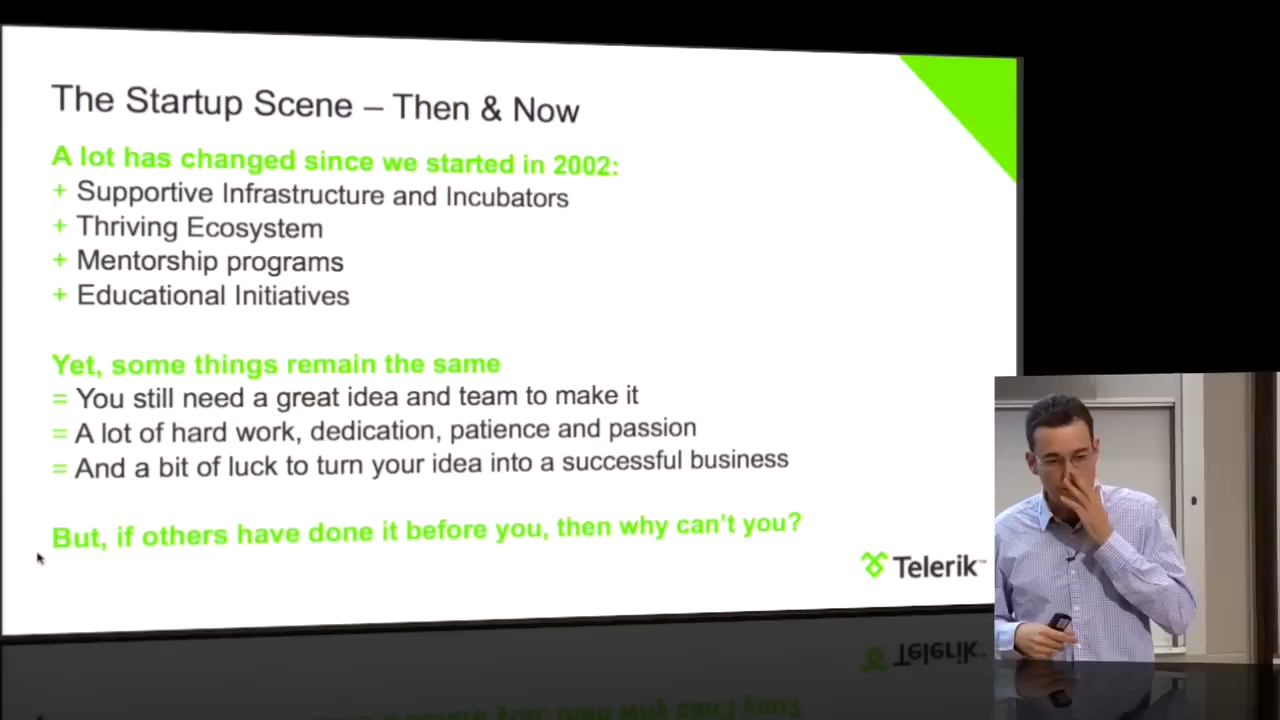 The Startup Scene – Then & Now
A lot has changed since we started in 2002:
+ Supportive Infrastructure and Incubators
+ Thriving Ecosystem
+ Mentorship programs
+ Educational Initiatives
Yet, some things remain the same
= You still need a great idea and team to make it
= A lot of hard work, dedication, patience and passion
= And a bit of luck to turn your idea into a successful business
But, if others have done it before you, then why can't you?
Telerik™